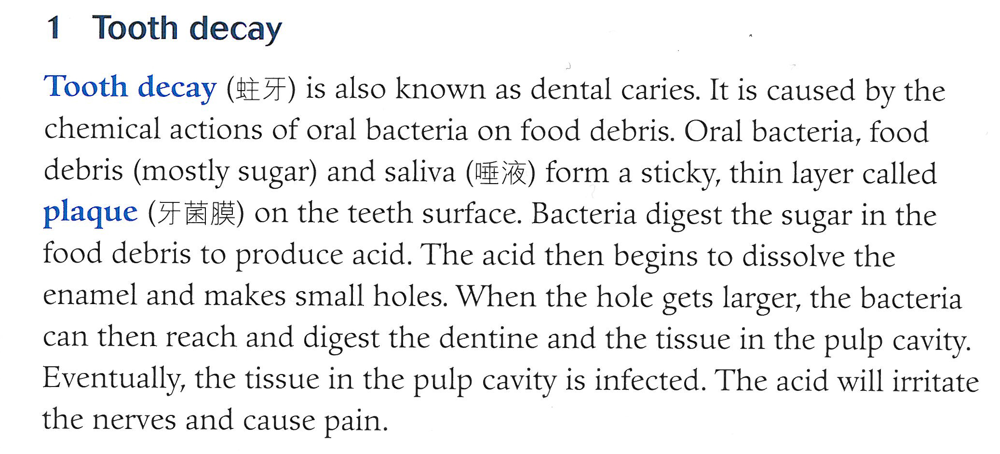 1 Tooth decay
Tooth decay (蛀牙) is also known as dental caries. It is caused by the
chemical actions of oral bacteria on food debris. Oral bacteria, food
debris (mostly sugar) and saliva (唾液) form a sticky, thin layer called
plaque (牙菌膜) on the teeth surface. Bacteria digest the sugar in the
food debris to produce acid. The acid then begins to dissolve the
enamel and makes small holes. When the hole gets larger, the bacteria
can then reach and digest the dentine and the tissue in the pulp cavity.
Eventually, the tissue in the pulp cavity is infected. The acid will irritate
the nerves and cause pain.